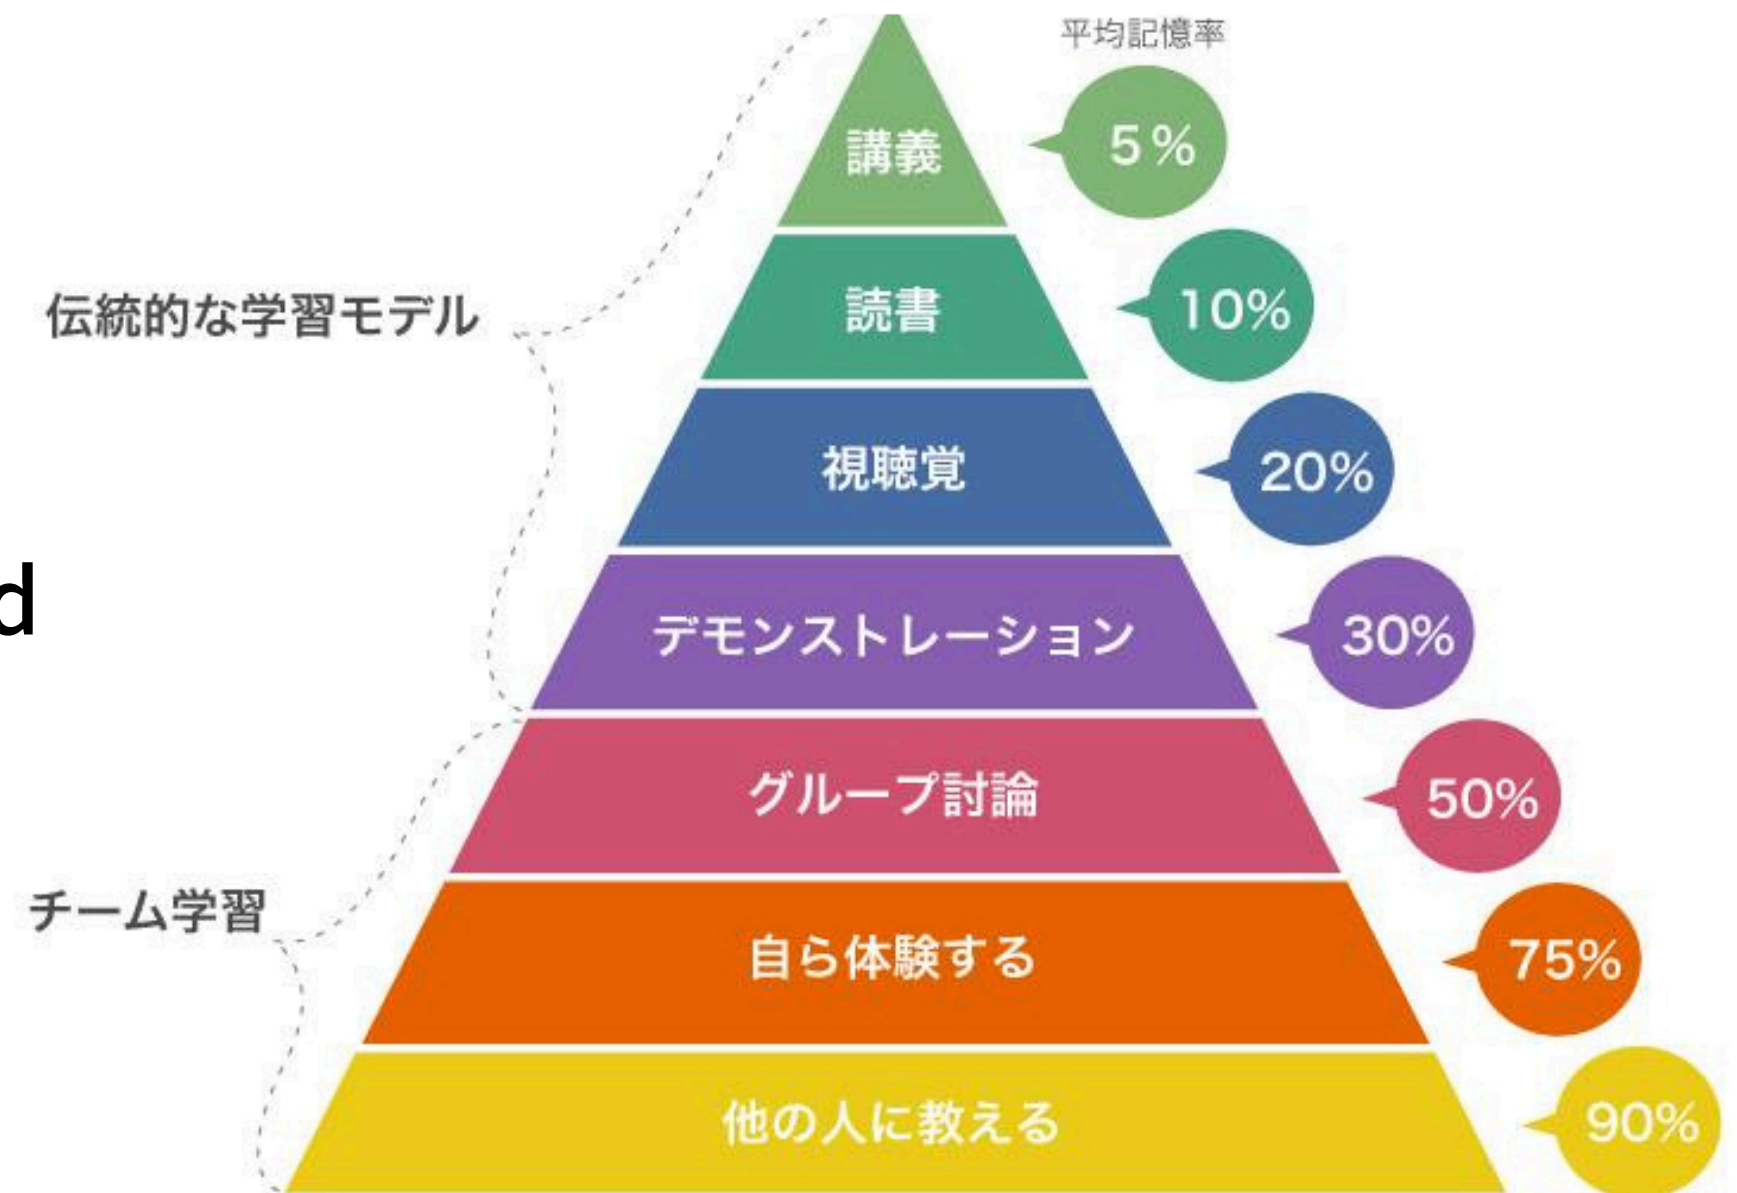 平均記憶率
講義
5%
読書
10%
伝統的な学習モデル
視聴覚
20%
デモンストレーション
30%
d
グループ討論
50%
チーム学習
自ら体験する
75%
他の人に教える
90%